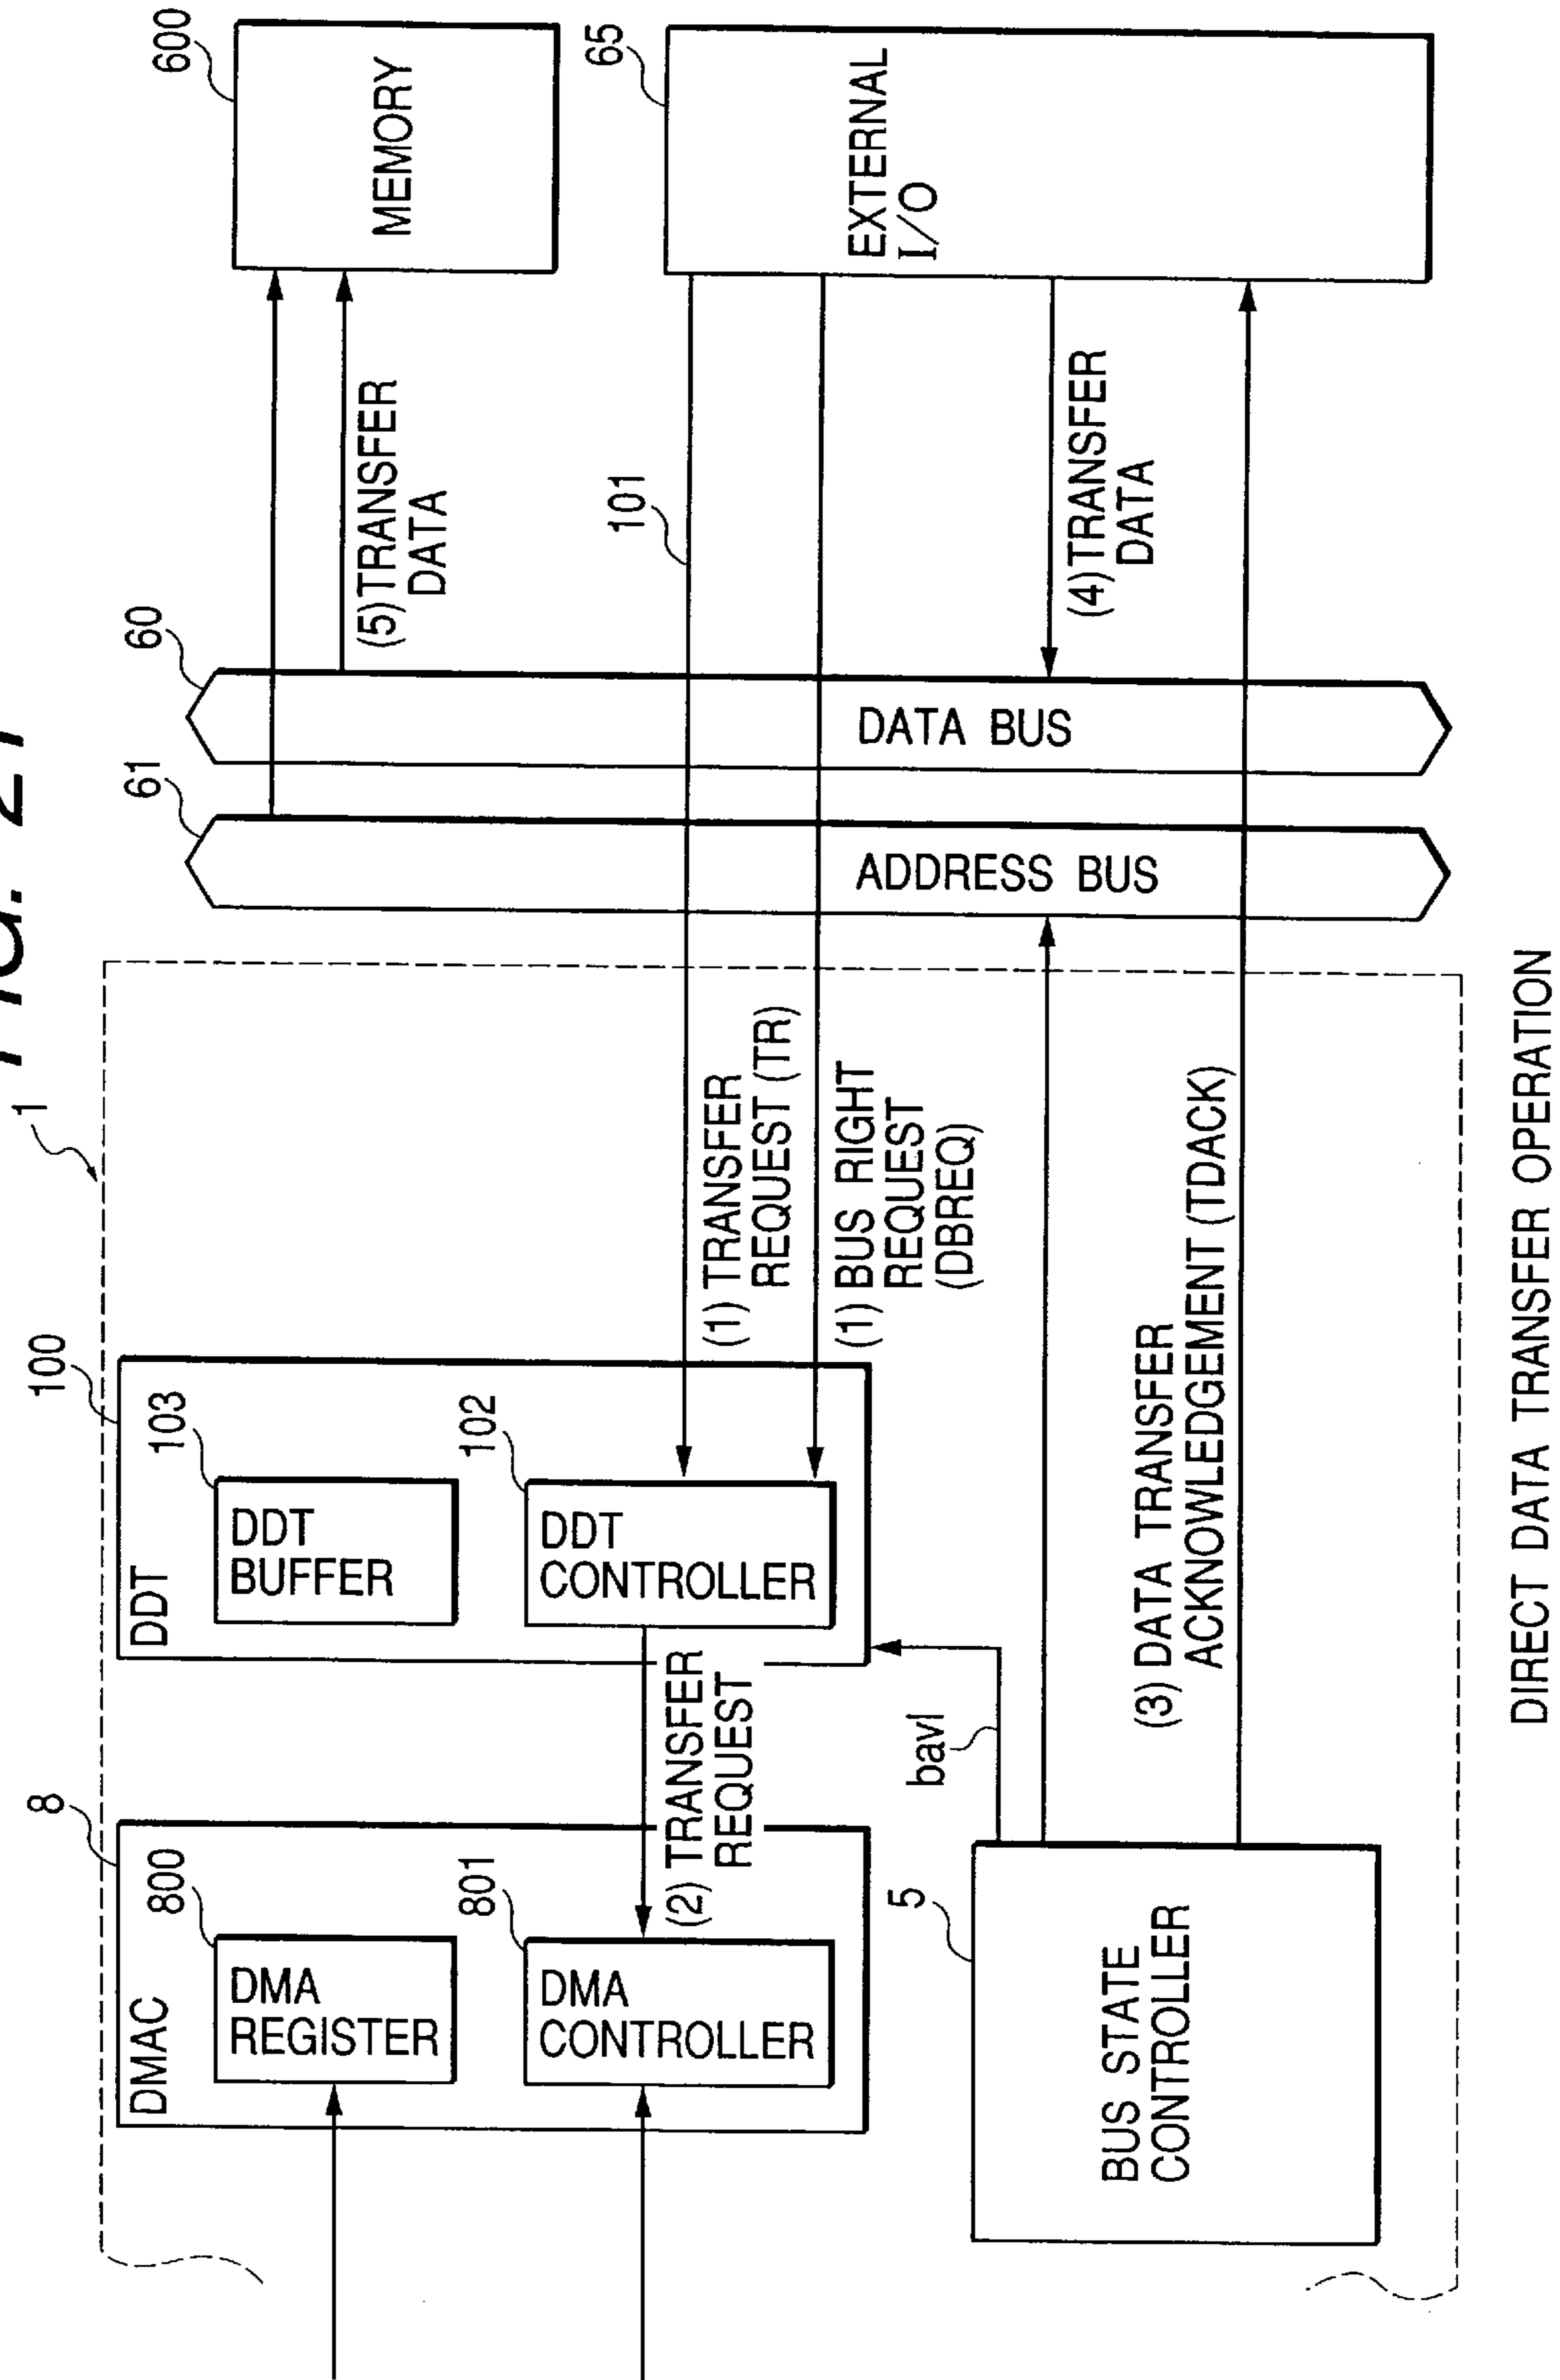 FIG. 21
1
8
DMAC
800
DMA
REGISTER
801
DMA
CONTROLLER
(2) TRANSFER
REQUEST
100
DDT
103
DDT
BUFFER
102
DDT
CONTROLLER
(1) TRANSFER
REQUEST (TR)
(1) BUS RIGHT
REQUEST
(DBREQ)
bavl
5
BUS STATE
CONTROLLER
(3) DATA TRANSFER
ACKNOWLEDGEMENT (TDACK)
61
ADDRESS BUS
60
DATA BUS
(5) TRANSFER
DATA
101
(4) TRANSFER
DATA
600
MEMORY
65
EXTERNAL
I/O
DIRECT DATA TRANSFER OPERATION